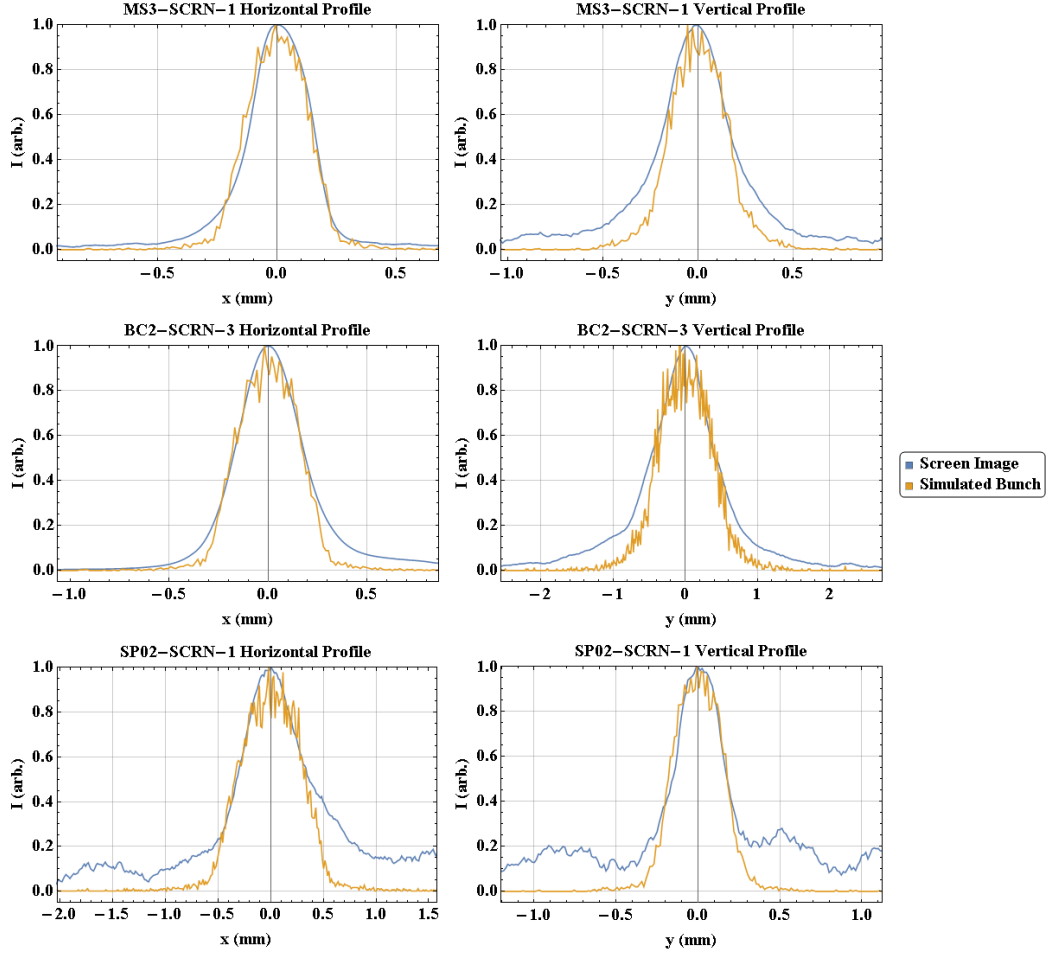 MS3−SCRN−1 Horizontal Profile
I (arb.)
1.0
0.8
0.6
0.4
0.2
0.0
−0.5 0.0 0.5
x (mm)
MS3−SCRN−1 Vertical Profile
I (arb.)
1.0
0.8
0.6
0.4
0.2
0.0
−1.0 −0.5 0.0 0.5
y (mm)
BC2−SCRN−3 Horizontal Profile
I (arb.)
1.0
0.8
0.6
0.4
0.2
0.0
−1.0 −0.5 0.0 0.5
x (mm)
BC2−SCRN−3 Vertical Profile
I (arb.)
1.0
0.8
0.6
0.4
0.2
0.0
−2 −1 0 1 2
y (mm)
Screen Image
Simulated Bunch
SP02−SCRN−1 Horizontal Profile
I (arb.)
1.0
0.8
0.6
0.4
0.2
0.0
−2.0 −1.5 −1.0 −0.5 0.0 0.5 1.0 1.5
x (mm)
SP02−SCRN−1 Vertical Profile
I (arb.)
1.0
0.8
0.6
0.4
0.2
0.0
−1.0 −0.5 0.0 0.5 1.0
y (mm)